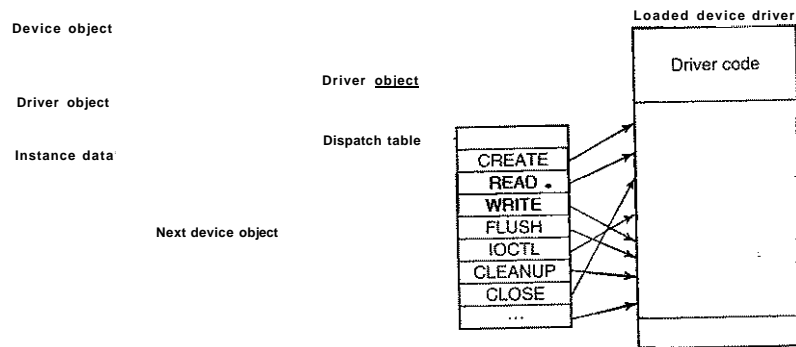 Loaded device driver
Device object
Driver code
Driver object
Driver object
Dispatch table
Instance data
CREATE
READ
WRITE
Next device object
FLUSH
IOCTL
CLEANUP
CLOSE
...